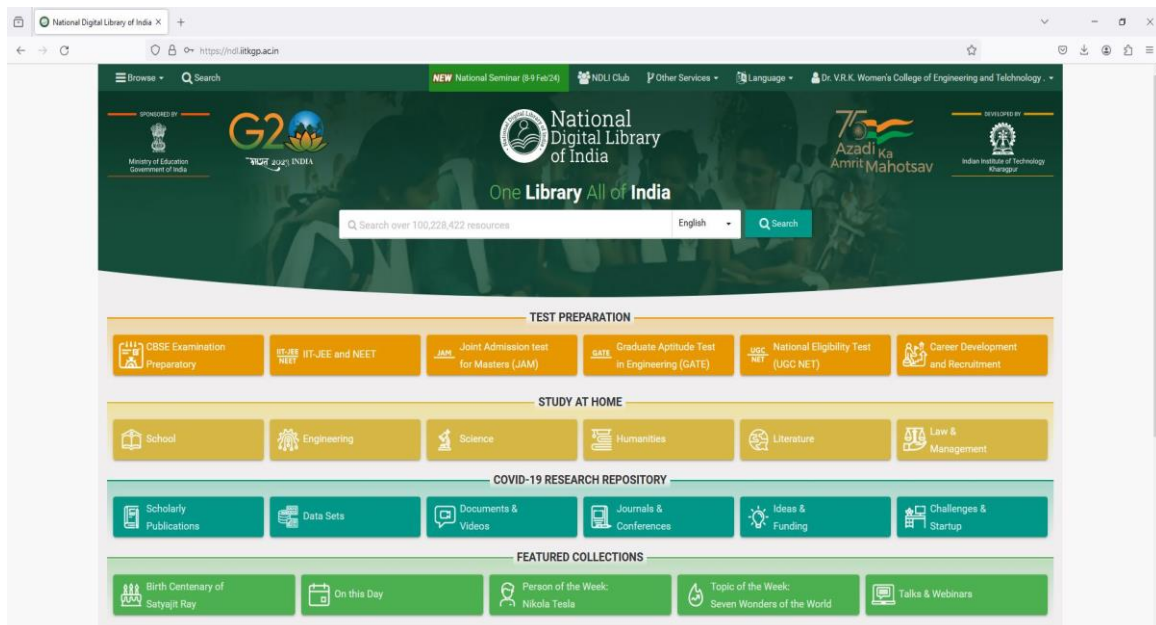 National Digital Library of India
https://ndl.iitkgp.ac.in
Browse
Search
NEW National Seminar (8-9 Feb'24)
NDLI Club
Other Services
Language
Dr. V.R.K. Women's College of Engineering and Telchnology .
SPONSORED BY
Ministry of Education
Government of India
G20
भारत 2023 INDIA
National
Digital Library
of India
75
Azadi Ka
Amrit Mahotsav
DEVELOPED BY
Indian Institute of Technology
Kharagpur
One Library All of India
Search over 100,228,422 resources
English
Search
TEST PREPARATION
CBSE Examination
Preparatory
IIT-JEE
NEET
IIT-JEE and NEET
JAM
Joint Admission test
for Masters (JAM)
GATE
Graduate Aptitude Test
in Engineering (GATE)
UGC
NET
National Eligibility Test
(UGC NET)
Career Development
and Recruitment
STUDY AT HOME
School
Engineering
Science
Humanities
Literature
Law &
Management
COVID-19 RESEARCH REPOSITORY
Scholarly
Publications
Data Sets
Documents &
Videos
Journals &
Conferences
Ideas &
Funding
Challenges &
Startup
FEATURED COLLECTIONS
Birth Centenary of
Satyajit Ray
On this Day
Person of the Week:
Nikola Tesla
Topic of the Week:
Seven Wonders of the World
Talks & Webinars